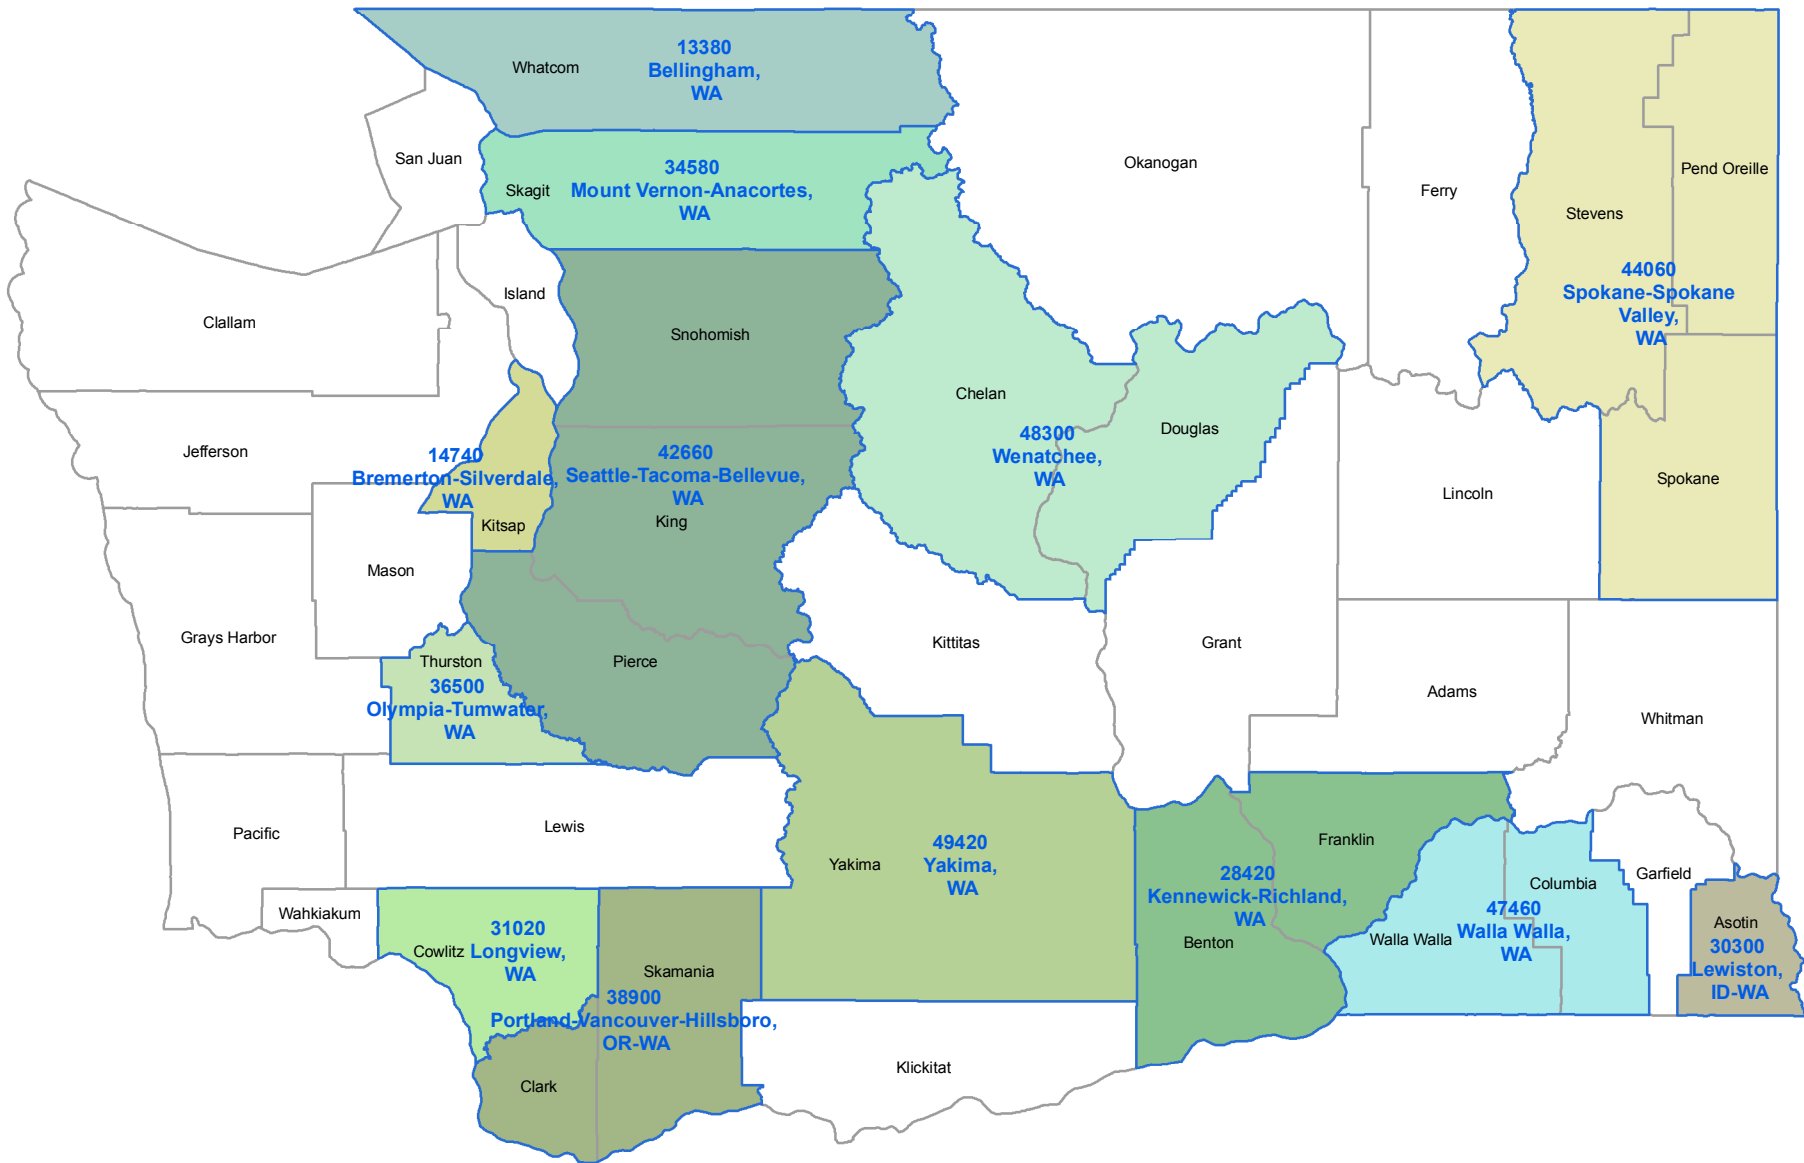 Whatcom
13380
Bellingham,
WA
San Juan
Skagit
34580
Mount Vernon-Anacortes,
WA
Okanogan
Ferry
Stevens
Pend Oreille
44060
Spokane-Spokane
Valley,
WA
Clallam
Island
Snohomish
Chelan
Douglas
48300
Wenatchee,
WA
Jefferson
14740
Bremerton-Silverdale,
WA
Kitsap
42660
Seattle-Tacoma-Bellevue,
WA
King
Lincoln
Spokane
Mason
Grays Harbor
Thurston
36500
Olympia-Tumwater,
WA
Pierce
Kittitas
Grant
Adams
Whitman
Pacific
Lewis
Yakima
49420
Yakima,
WA
Franklin
28420
Kennewick-Richland,
WA
Benton
Columbia
Garfield
Walla Walla
47460
Walla Walla,
WA
Asotin
30300
Lewiston,
ID-WA
Wahkiakum
Cowlitz
31020
Longview,
WA
Skamania
38900
Portland-Vancouver-Hillsboro,
OR-WA
Clark
Klickitat